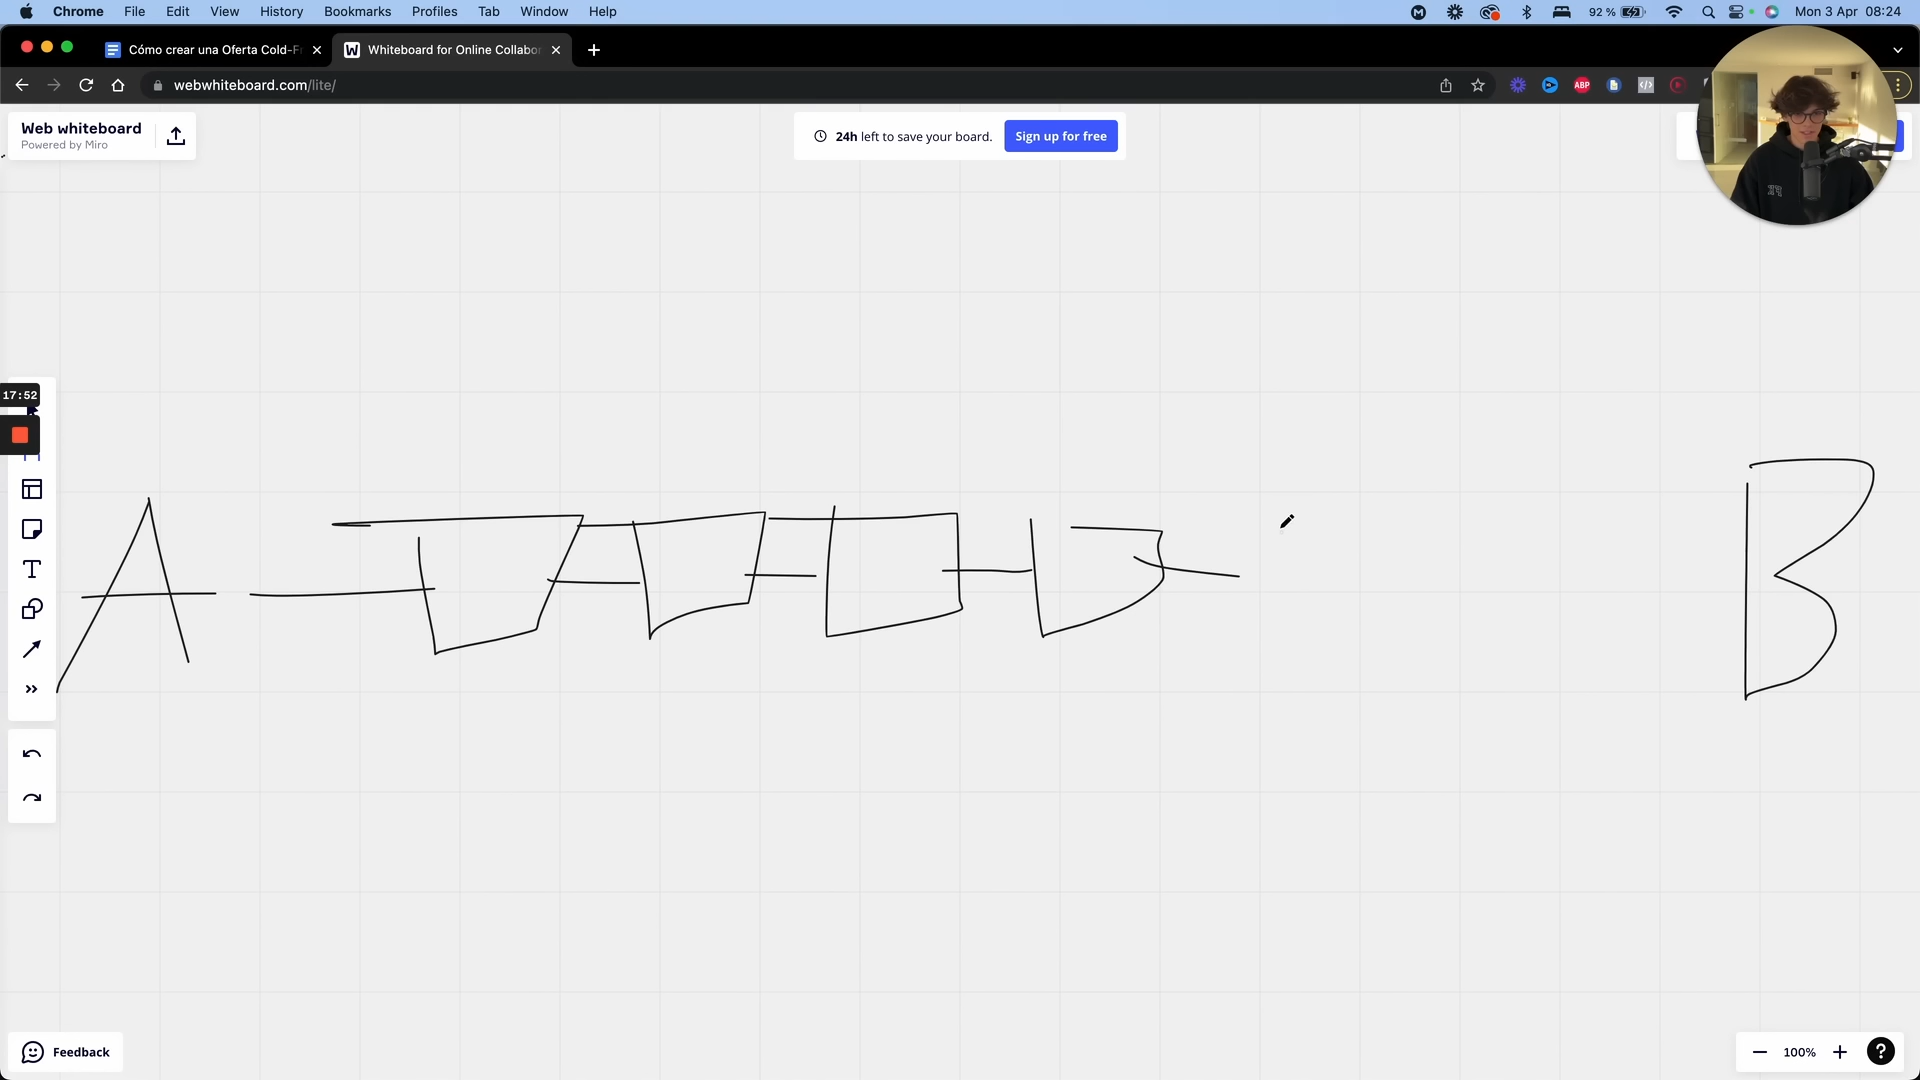 Chrome File Edit View History Bookmarks Profiles Tab Window Help 92 % Mon 3 Apr 08:24
Cómo crear una Oferta Cold-Fr Whiteboard for Online Collabor
webwhiteboard.com/lite/ ABP
Web whiteboard
Powered by Miro
24h left to save your board. Sign up for free
17:52
A B
Feedback
100% ?